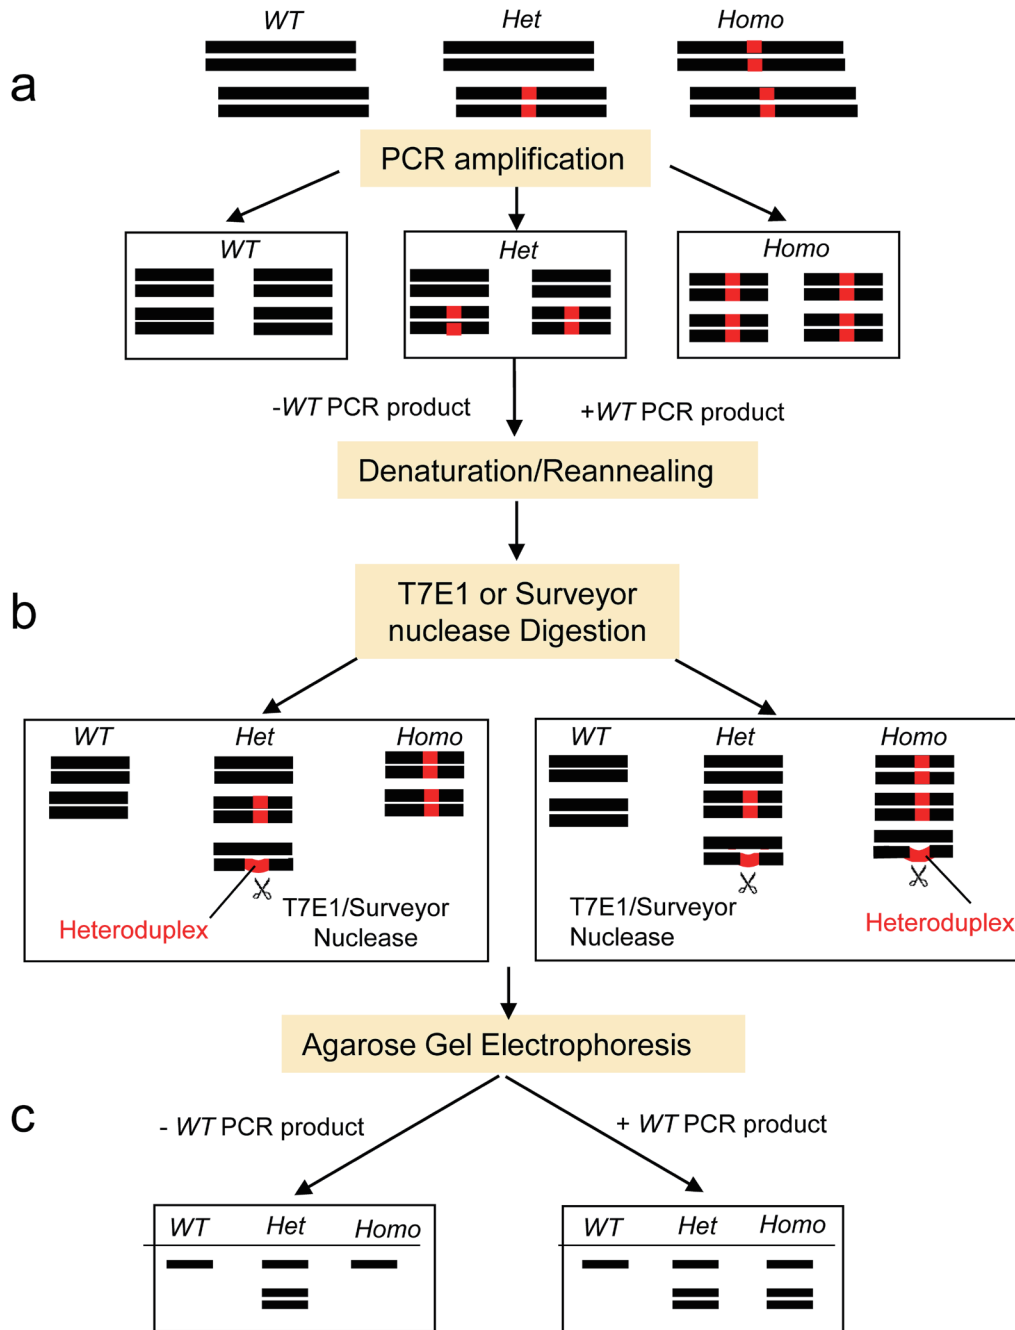 WT Het Homo
a
PCR amplification
WT Het Homo
-WT PCR product +WT PCR product
Denaturation/Reannealing
b
T7E1 or Surveyor
nuclease Digestion
WT Het Homo
Heteroduplex
T7E1/Surveyor
Nuclease
WT Het Homo
T7E1/Surveyor
Nuclease
Heteroduplex
Agarose Gel Electrophoresis
c
- WT PCR product + WT PCR product
WT Het Homo
WT Het Homo